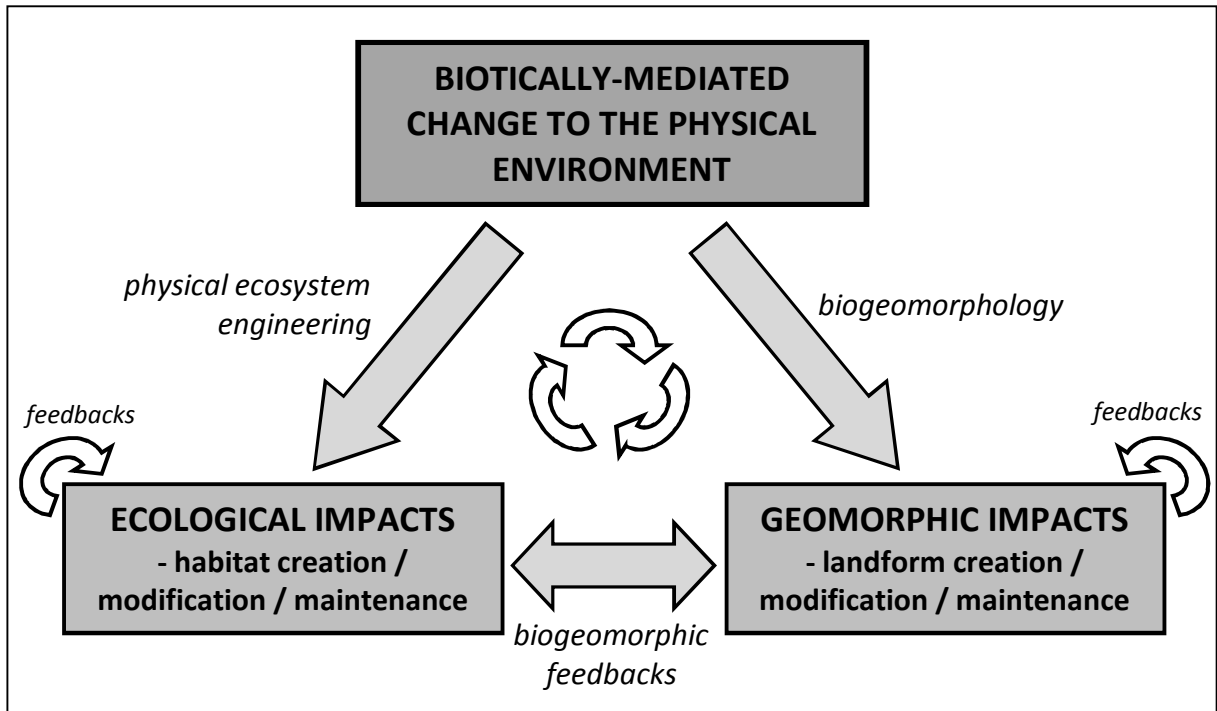 BIOTICALLY-MEDIATED
CHANGE TO THE PHYSICAL
ENVIRONMENT
physical ecosystem
engineering
biogeomorphology
feedbacks
feedbacks
ECOLOGICAL IMPACTS
- habitat creation /
modification / maintenance
GEOMORPHIC IMPACTS
- landform creation /
modification / maintenance
biogeomorphic
feedbacks